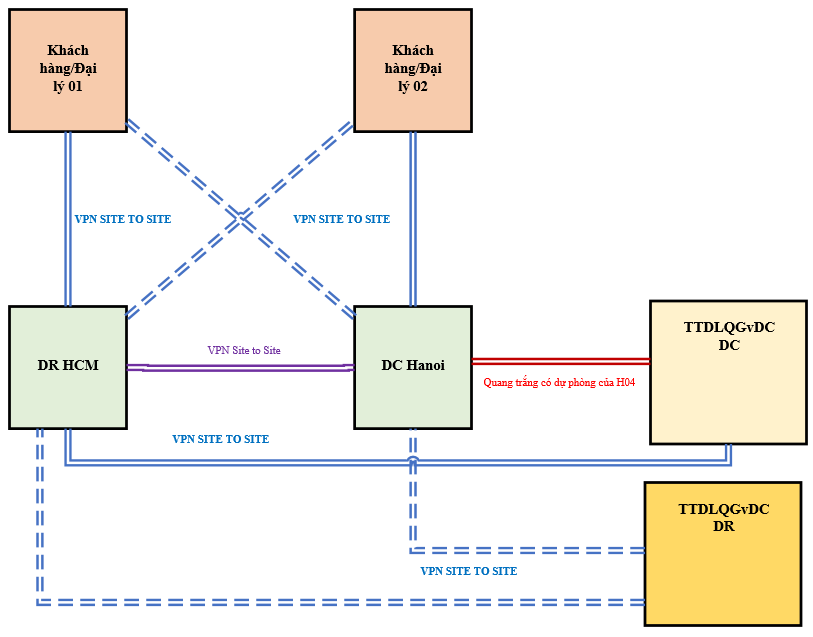 Khách
hàng/Đại
lý 01
Khách
hàng/Đại
lý 02
VPN SITE TO SITE
VPN SITE TO SITE
DR HCM
VPN Site to Site
DC Hanoi
Quang trắng có dự phòng của H04
TTDLQGvDC
DC
VPN SITE TO SITE
TTDLQGvDC
DR
VPN SITE TO SITE